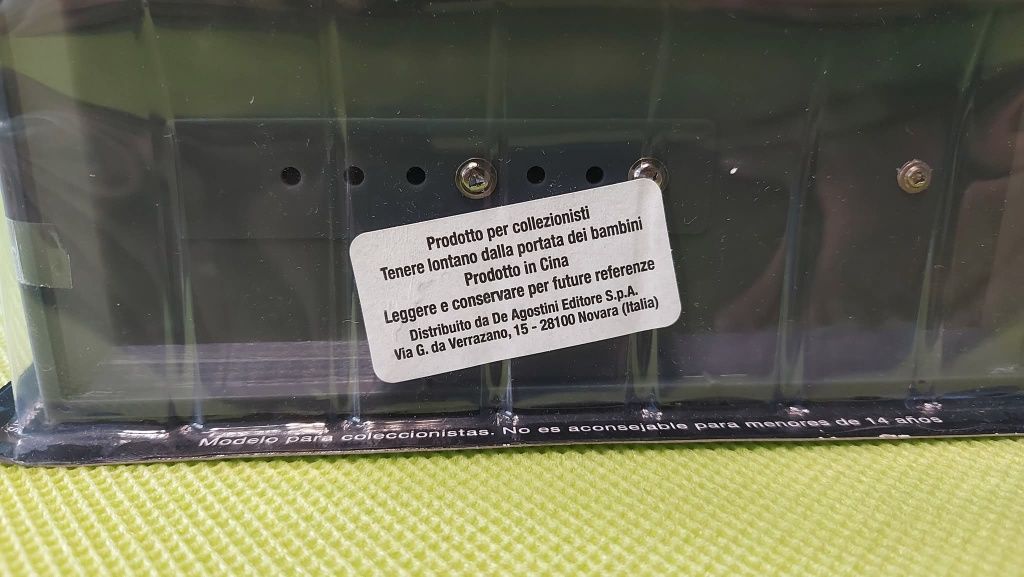 Prodotto per collezionisti
Tenere lontano dalla portata dei bambini
Prodotto in Cina
Leggere e conservare per future referenze
Distribuito da De Agostini Editore S.p.A.
Via G. da Verrazano, 15 - 28100 Novara (Italia)
Modelo para coleccionistas. No es aconsejable para menores de 14 años